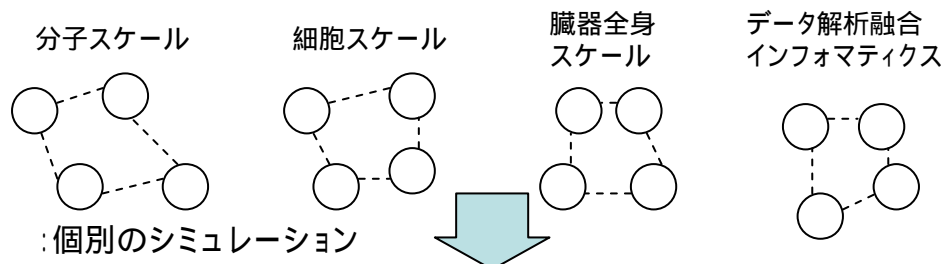 分子スケール
細胞スケール
臓器全身
スケール
データ解析融合
インフォマティクス
:個別のシミュレーション